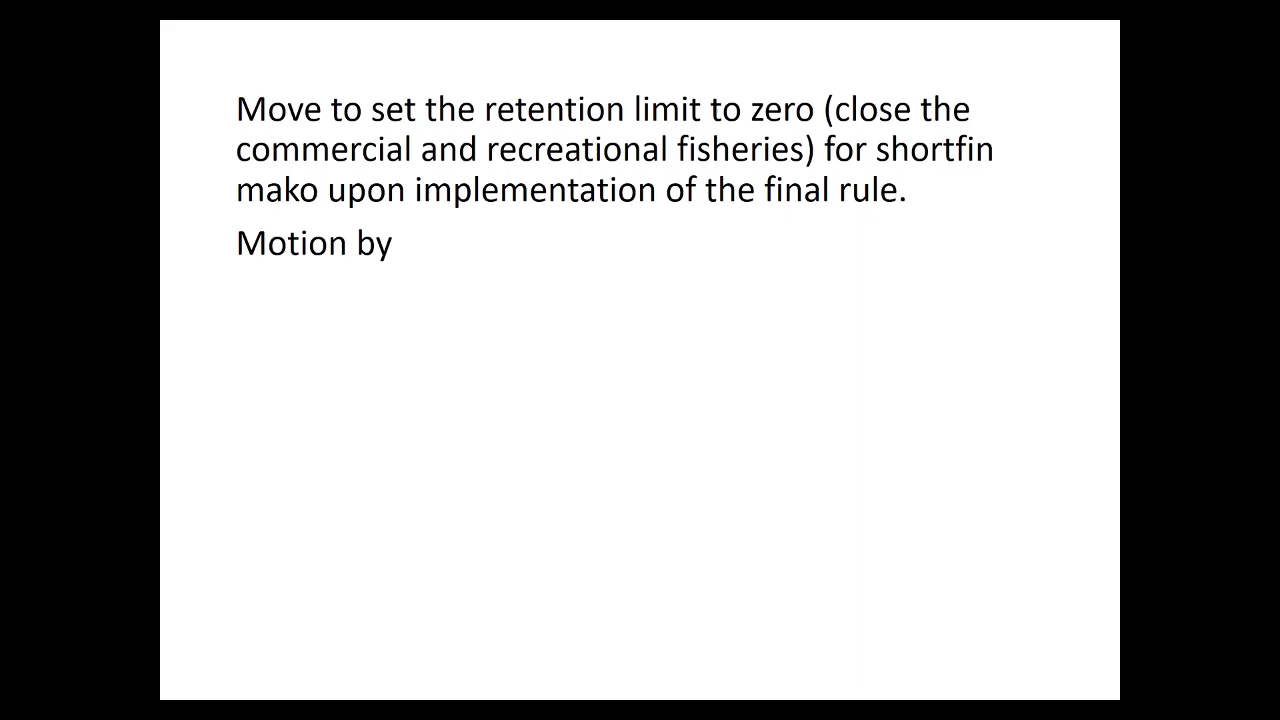 Move to set the retention limit to zero (close the
commercial and recreational fisheries) for shortfin
mako upon implementation of the final rule.
Motion by